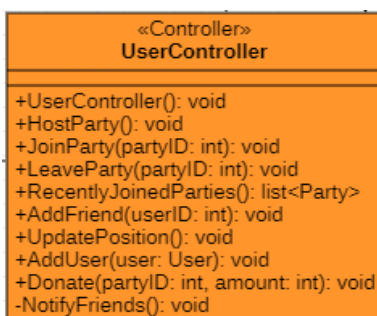 «Controller»
UserController
+UserController(): void
+HostParty(): void
+JoinParty(partyID: int): void
+LeaveParty(partyID: int): void
+RecentlyJoinedParties(): list<Party>
+AddFriend(userID: int): void
+UpdatePosition(): void
+AddUser(user: User): void
+Donate(partyID: int, amount: int): void
-NotifyFriends(): void